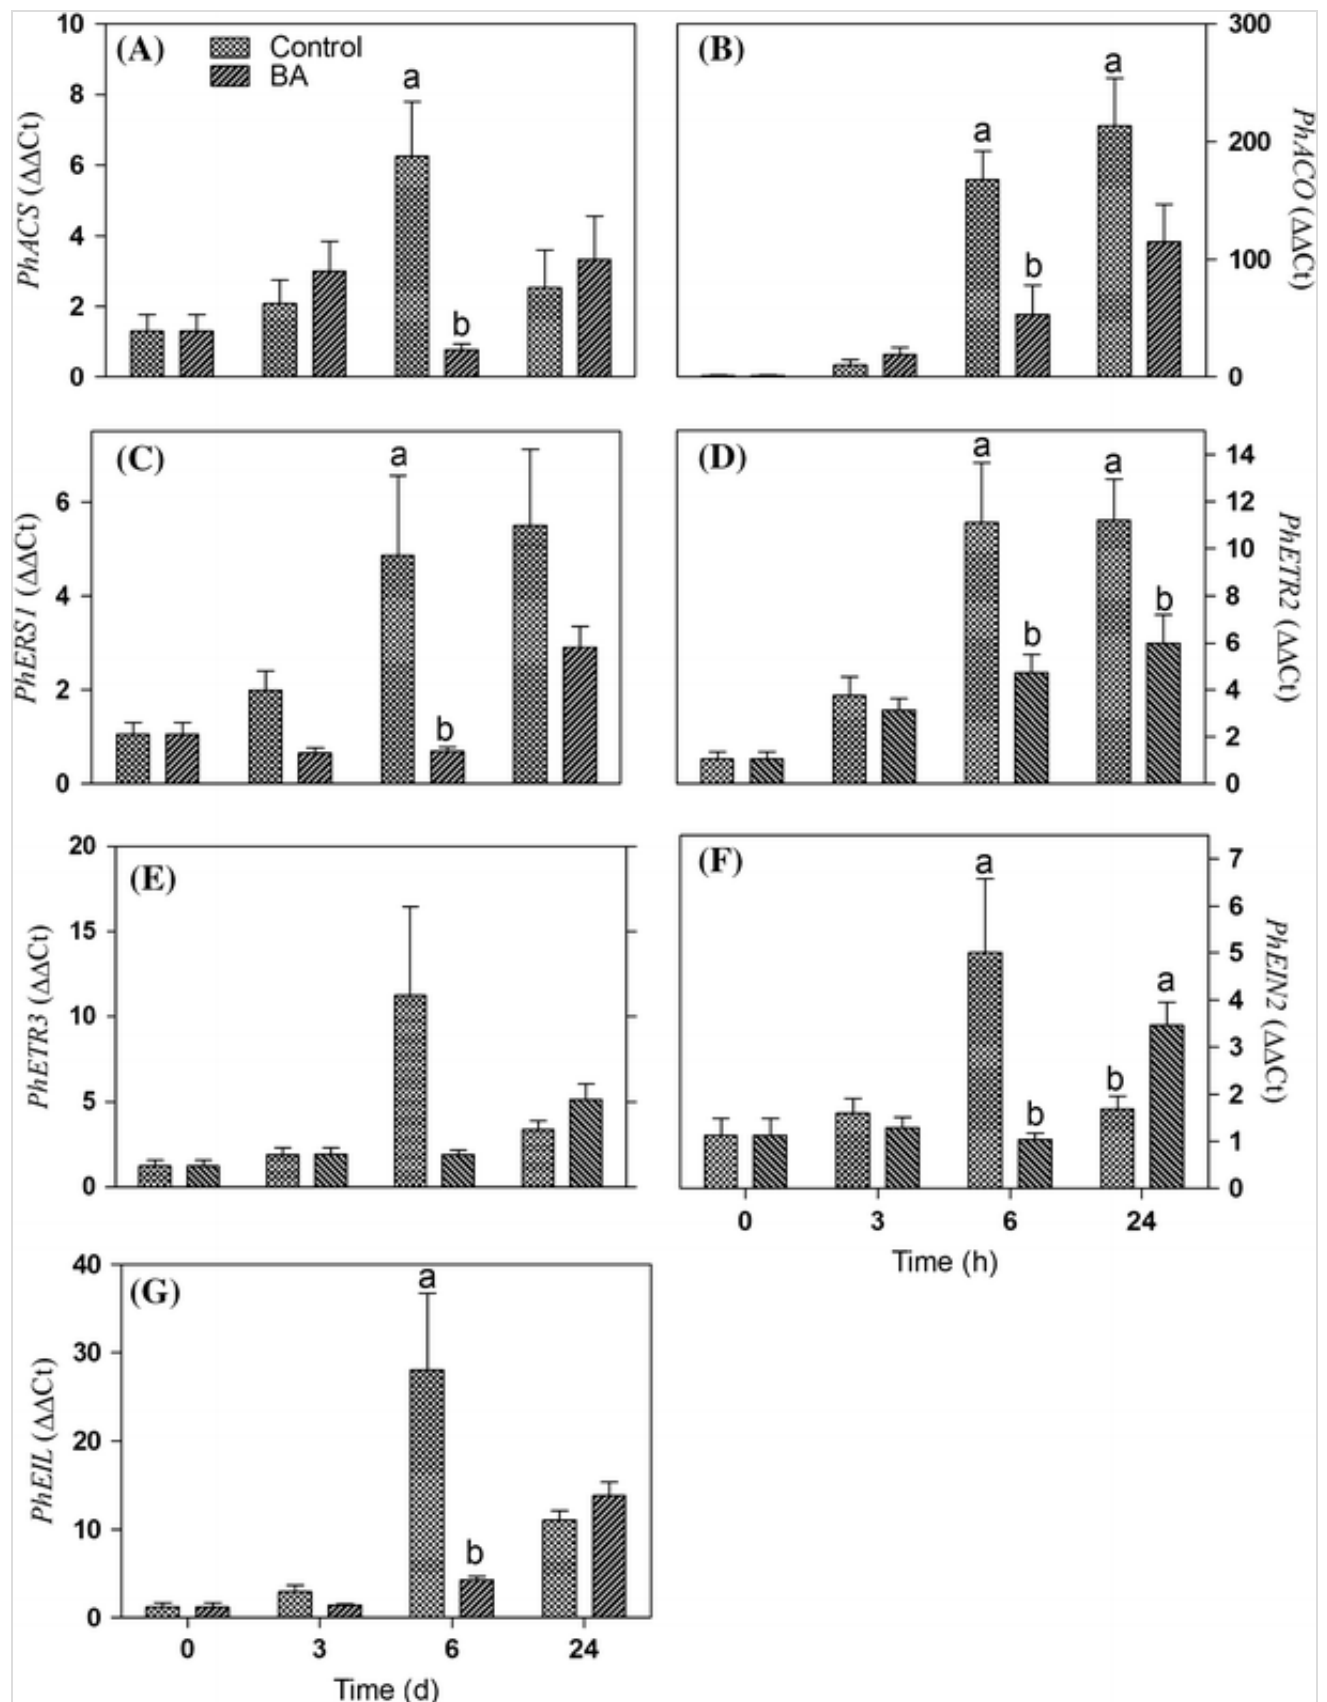 (A)
Control
BA
10
8
6
4
2
0
PhACS (ΔΔCt)
a
b
(B)
300
200
100
0
PhACO (ΔΔCt)
a
b
a
(C)
6
4
2
0
PhERS1 (ΔΔCt)
a
b
(D)
14
12
10
8
6
4
2
0
PhETR2 (ΔΔCt)
a
b
a
b
(E)
20
15
10
5
0
PhETR3 (ΔΔCt)
(F)
7
6
5
4
3
2
1
0
PhEIN2 (ΔΔCt)
a
b
b
a
0 3 6 24
Time (h)
(G)
40
30
20
10
0
PhEIL (ΔΔCt)
a
b
0 3 6 24
Time (d)